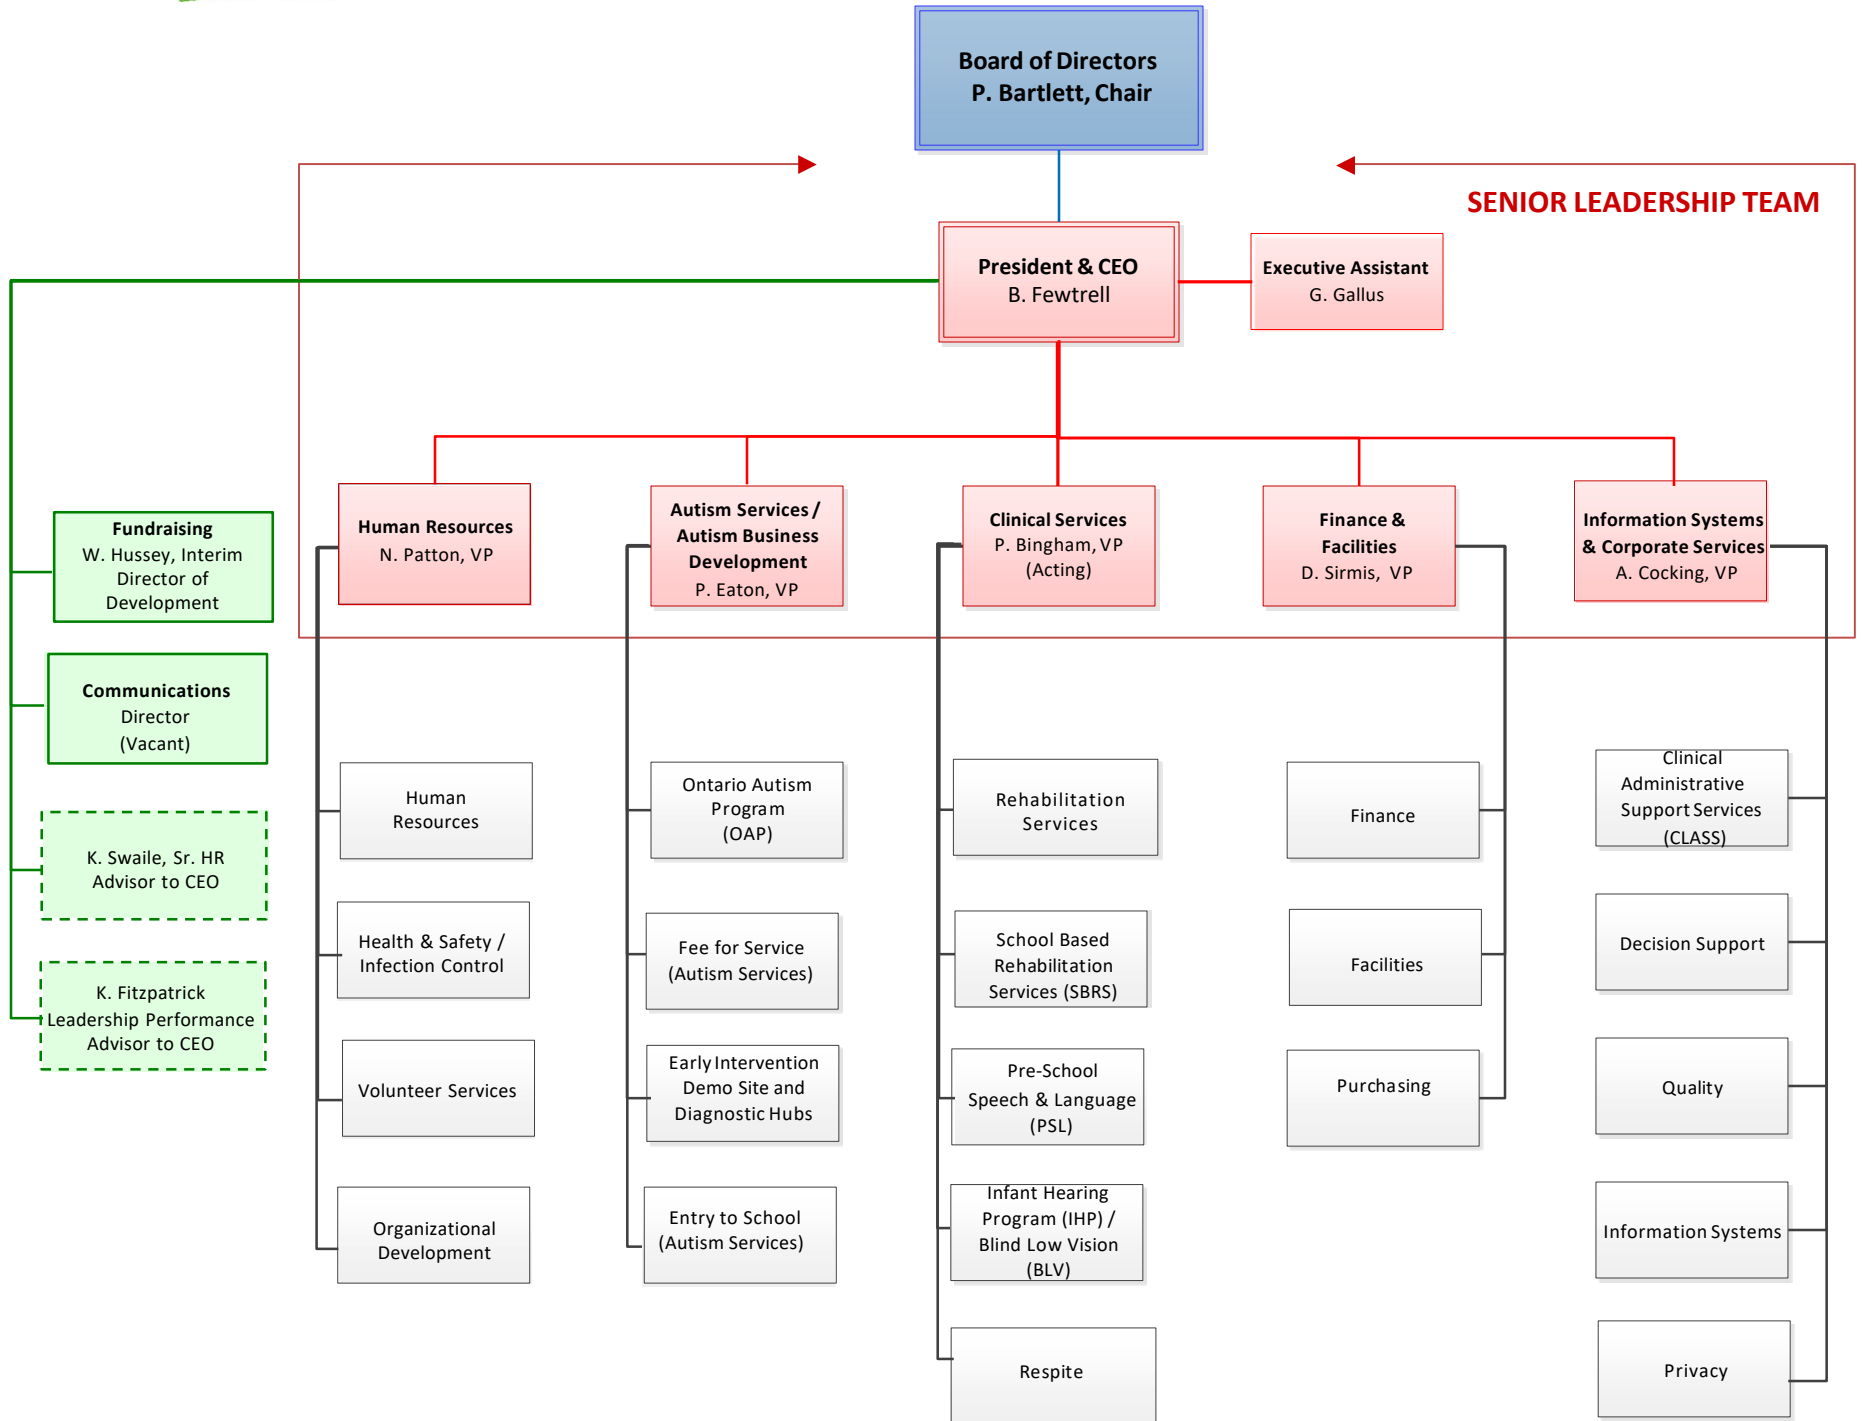 Board of Directors
P. Bartlett, Chair
SENIOR LEADERSHIP TEAM
President & CEO
B. Fewtrell
Executive Assistant
G. Gallus
Fundraising
W. Hussey, Interim
Director of
Development
Communications
Director
(Vacant)
K. Swaile, Sr. HR
Advisor to CEO
K. Fitzpatrick
Leadership Performance
Advisor to CEO
Human Resources
N. Patton, VP
Human
Resources
Health & Safety /
Infection Control
Volunteer Services
Organizational
Development
Autism Services /
Autism Business
Development
P. Eaton, VP
Ontario Autism
Program
(OAP)
Fee for Service
(Autism Services)
Early Intervention
Demo Site and
Diagnostic Hubs
Entry to School
(Autism Services)
Clinical Services
P. Bingham, VP
(Acting)
Rehabilitation
Services
School Based
Rehabilitation
Services (SBRS)
Pre-School
Speech & Language
(PSL)
Infant Hearing
Program (IHP) /
Blind Low Vision
(BLV)
Respite
Finance &
Facilities
D. Sirmis, VP
Finance
Facilities
Purchasing
Information Systems
& Corporate Services
A. Cocking, VP
Clinical
Administrative
Support Services
(CLASS)
Decision Support
Quality
Information Systems
Privacy